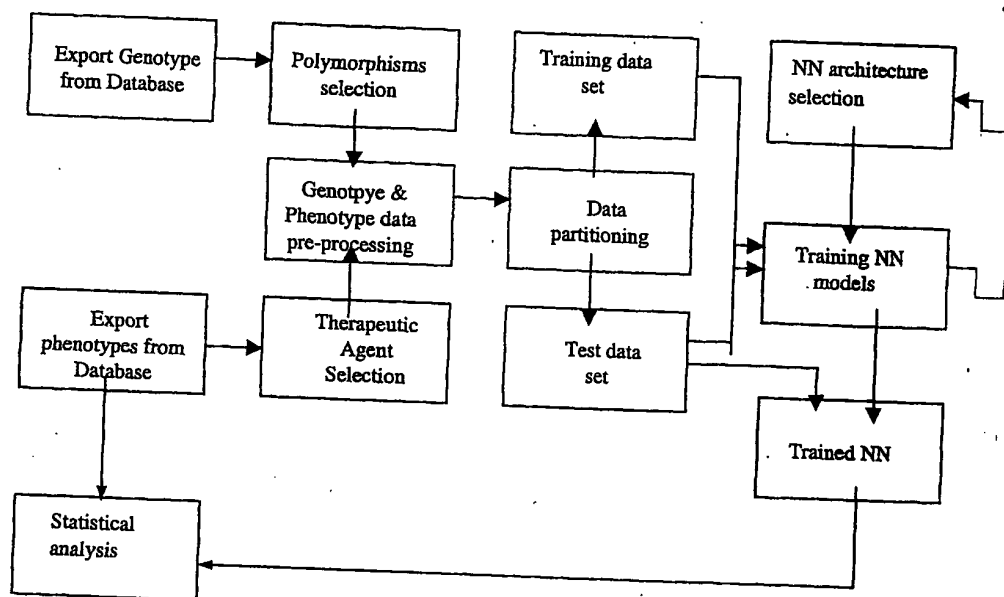 Export Genotype
from Database
Polymorphisms
selection
Training data
set
NN architecture
selection
Genotpye &
Phenotype data
pre-processing
Data
partitioning
Training NN
models
Export
phenotypes from
Database
Therapeutic
Agent
Selection
Test data
set
Trained NN
Statistical
analysis